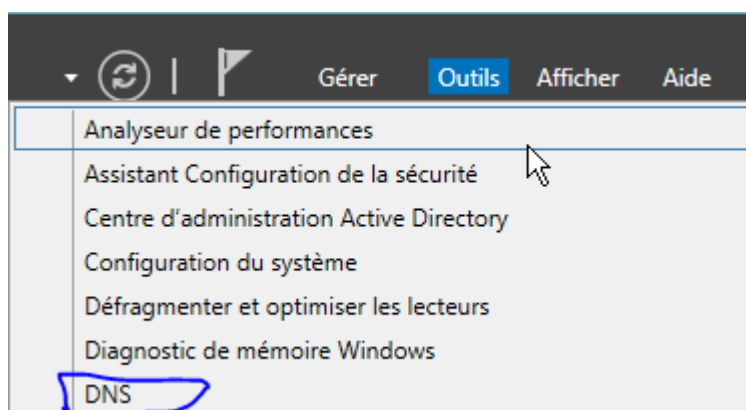 Gérer Outils Afficher Aide
Analyseur de performances
Assistant Configuration de la sécurité
Centre d'administration Active Directory
Configuration du système
Défragmenter et optimiser les lecteurs
Diagnostic de mémoire Windows
DNS